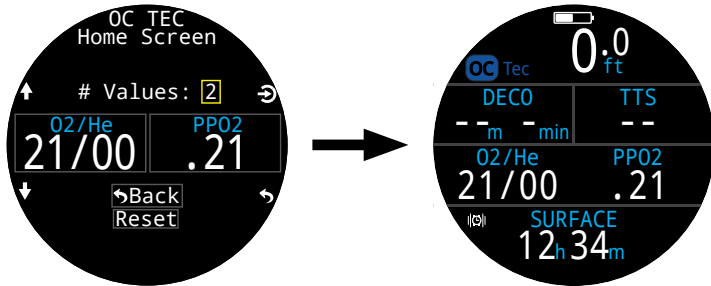 OC TEC
Home Screen
# Values: 2
O2/He PPO2
21/00 .21
Back
Reset
0.0
ft
OC Tec
DECO TTS
--m -min --
O2/He PPO2
21/00 .21
SURFACE
12h34m